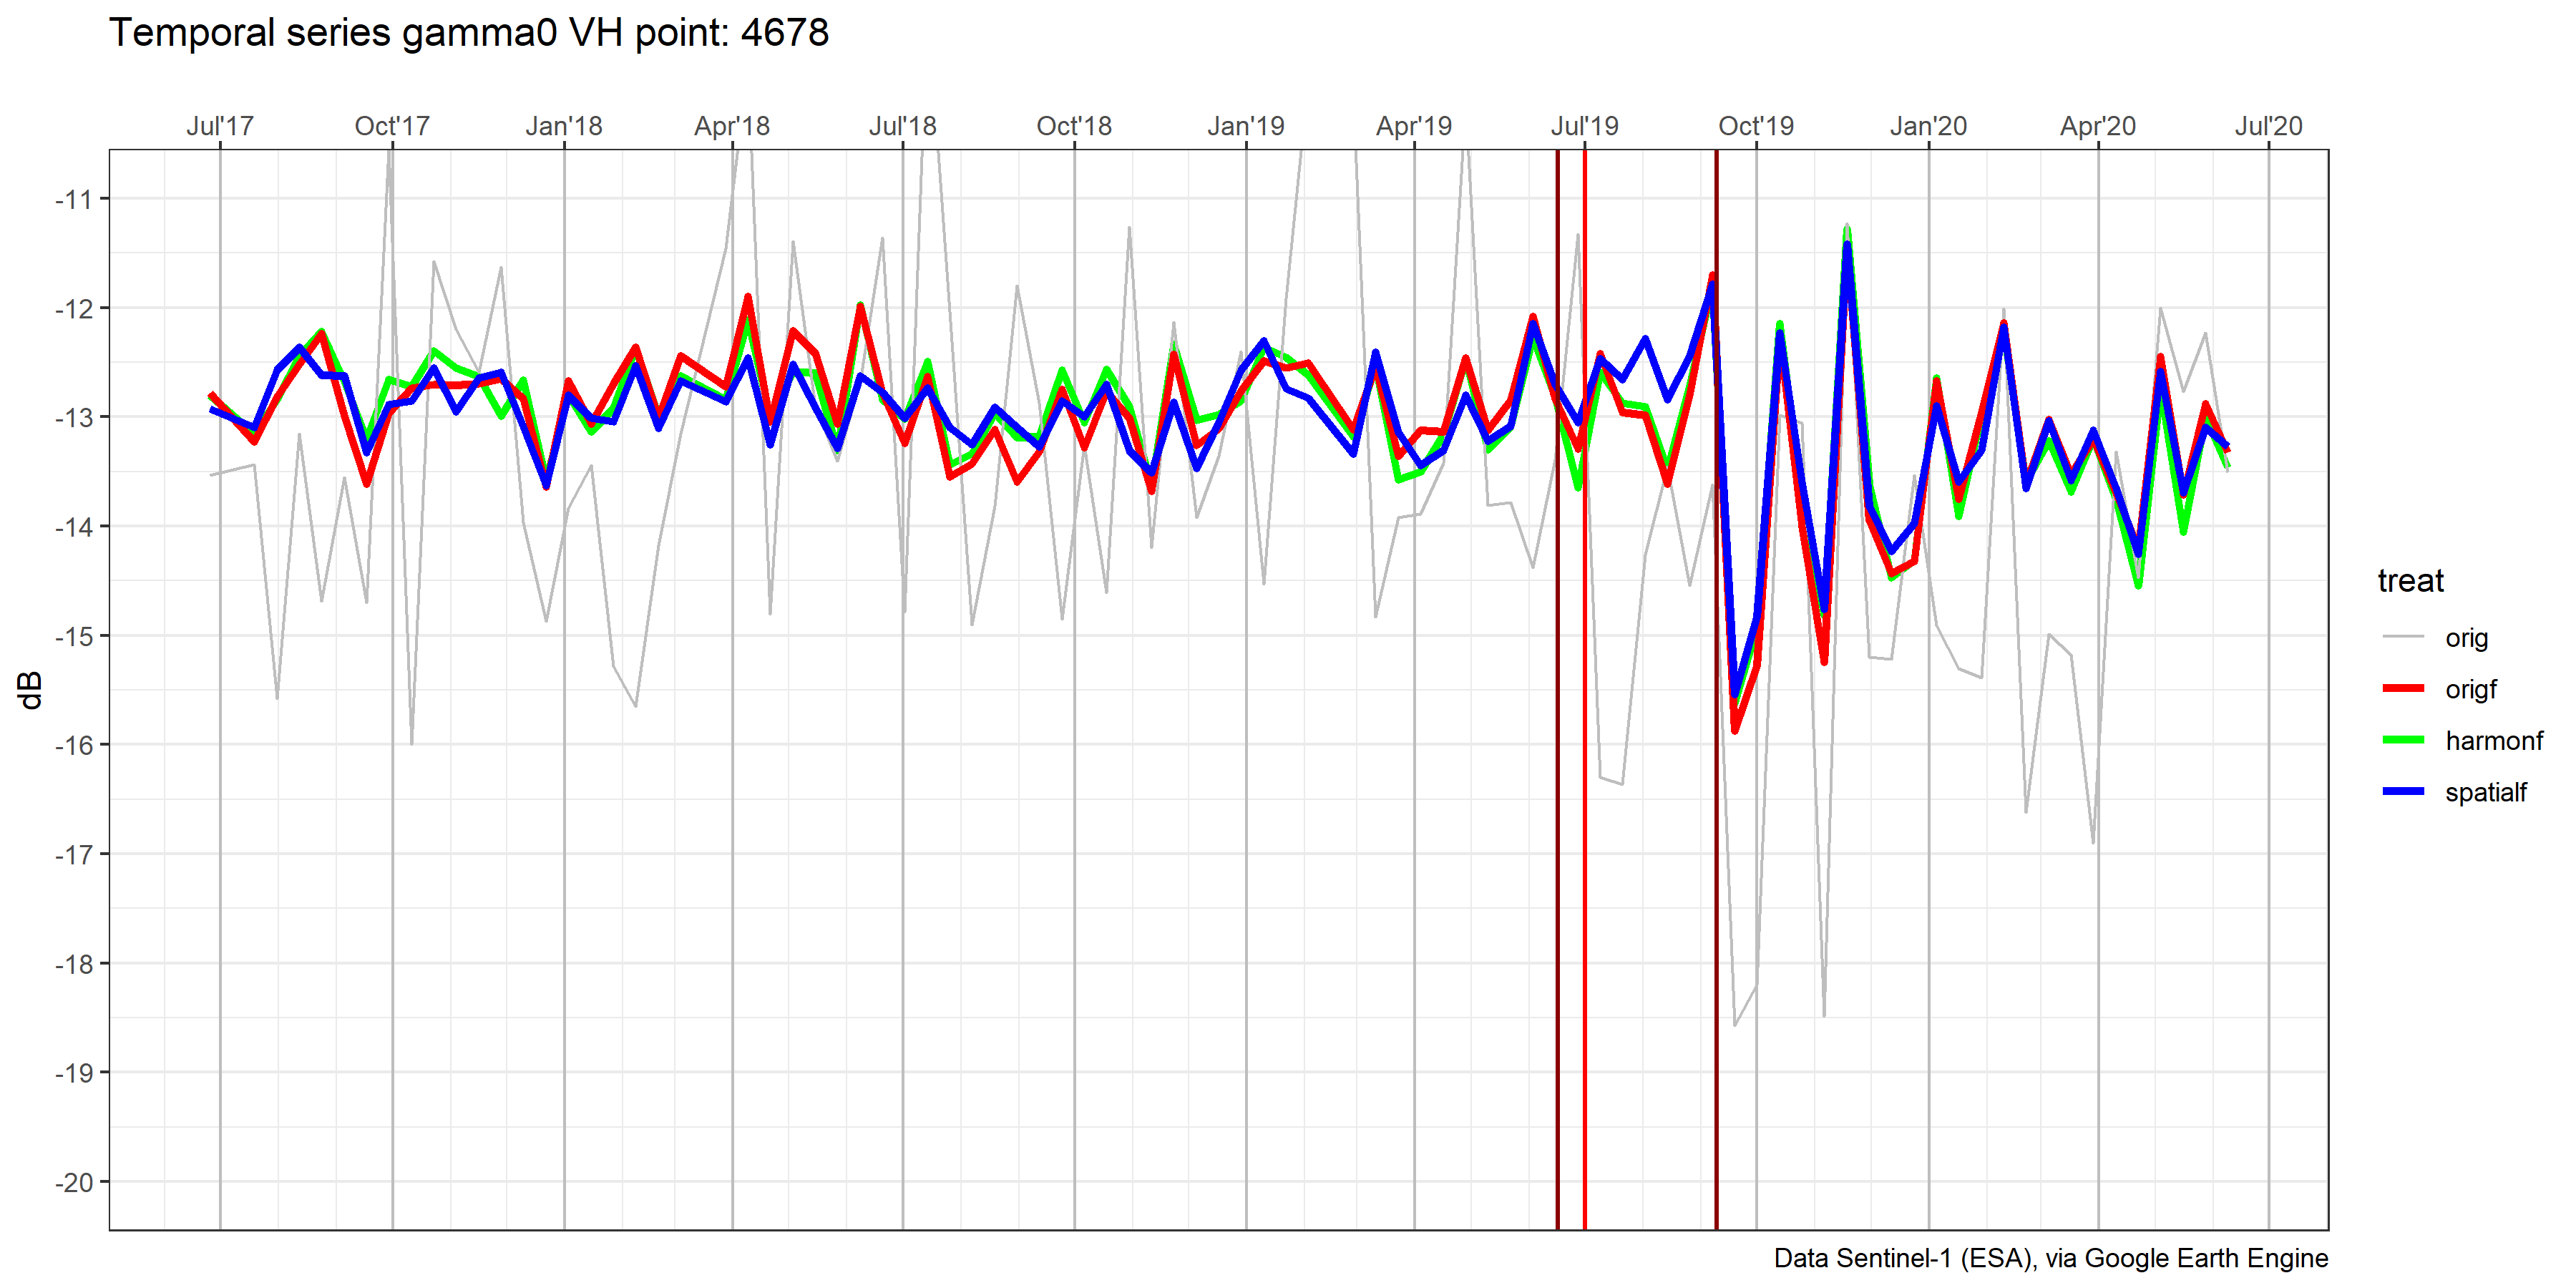 Temporal series gamma0 VH point: 4678
Jul'17 Oct'17 Jan'18 Apr'18 Jul'18 Oct'18 Jan'19 Apr'19 Jul'19 Oct'19 Jan'20 Apr'20 Jul'20
-11
-12
-13
-14
-15
-16
-17
-18
-19
-20
dB
treat
orig
origf
harmonf
spatialf
Data Sentinel-1 (ESA), via Google Earth Engine